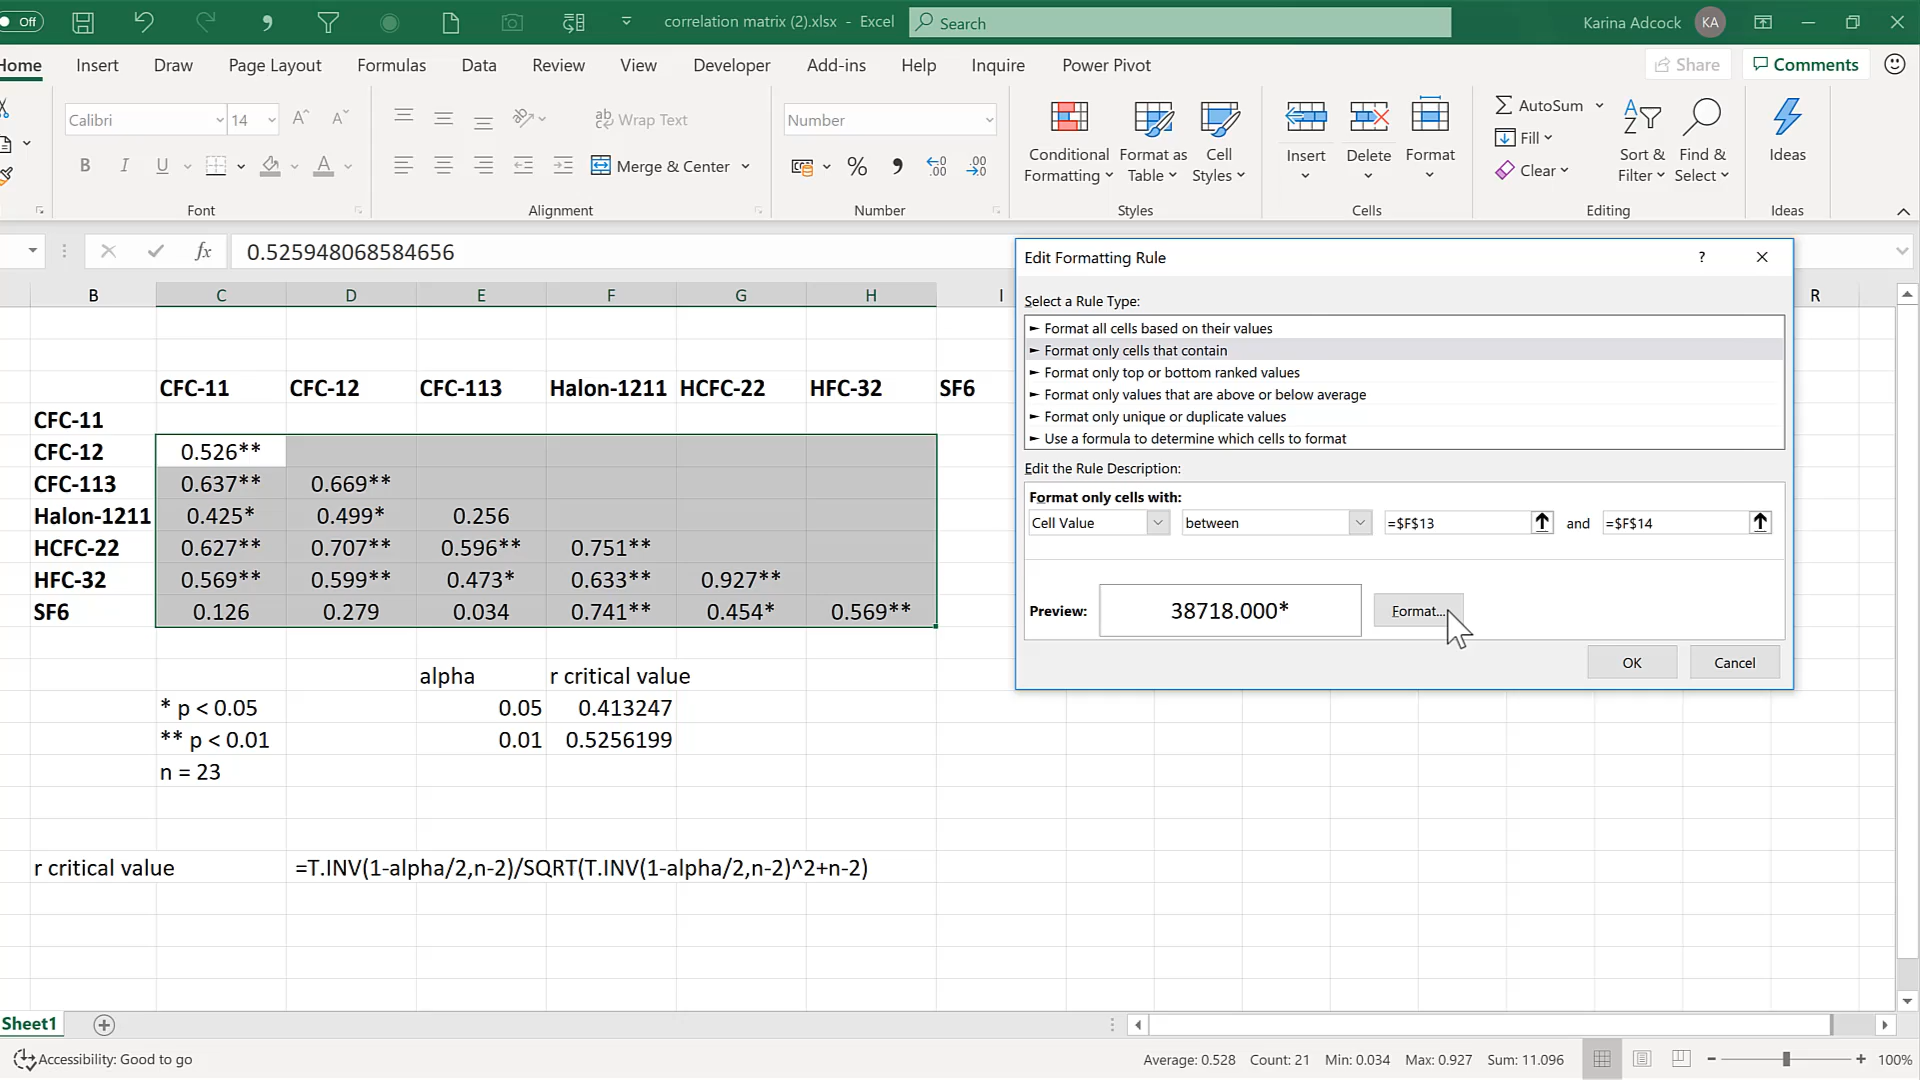 Off
correlation matrix (2).xlsx - Excel
Search
Karina Adcock KA
Home Insert Draw Page Layout Formulas Data Review View Developer Add-ins Help Inquire Power Pivot Share Comments
Calibri 14 A A
ab Wrap Text
Number
AutoSum
Fill
Clear
B I U A
Merge & Center
% , .00 .00
Conditional Formatting
Format as Table
Cell Styles
Insert Delete Format
Sort & Filter
Find & Select
Ideas
Font Alignment Number Styles Cells Editing Ideas
fx 0.525948068584656
B C D E F G H I R
CFC-11 CFC-12 CFC-113 Halon-1211 HCFC-22 HFC-32 SF6
CFC-11
CFC-12 0.526**
CFC-113 0.637** 0.669**
Halon-1211 0.425* 0.499* 0.256
HCFC-22 0.627** 0.707** 0.596** 0.751**
HFC-32 0.569** 0.599** 0.473* 0.633** 0.927**
SF6 0.126 0.279 0.034 0.741** 0.454* 0.569**
alpha r critical value
* p < 0.05 0.05 0.413247
** p < 0.01 0.01 0.5256199
n = 23
r critical value =T.INV(1-alpha/2,n-2)/SQRT(T.INV(1-alpha/2,n-2)^2+n-2)
Edit Formatting Rule ?
Select a Rule Type:
► Format all cells based on their values
► Format only cells that contain
► Format only top or bottom ranked values
► Format only values that are above or below average
► Format only unique or duplicate values
► Use a formula to determine which cells to format
Edit the Rule Description:
Format only cells with:
Cell Value between =$F$13 and =$F$14
Preview: 38718.000* Format...
OK Cancel
Sheet1
Accessibility: Good to go
Average: 0.528 Count: 21 Min: 0.034 Max: 0.927 Sum: 11.096 100%